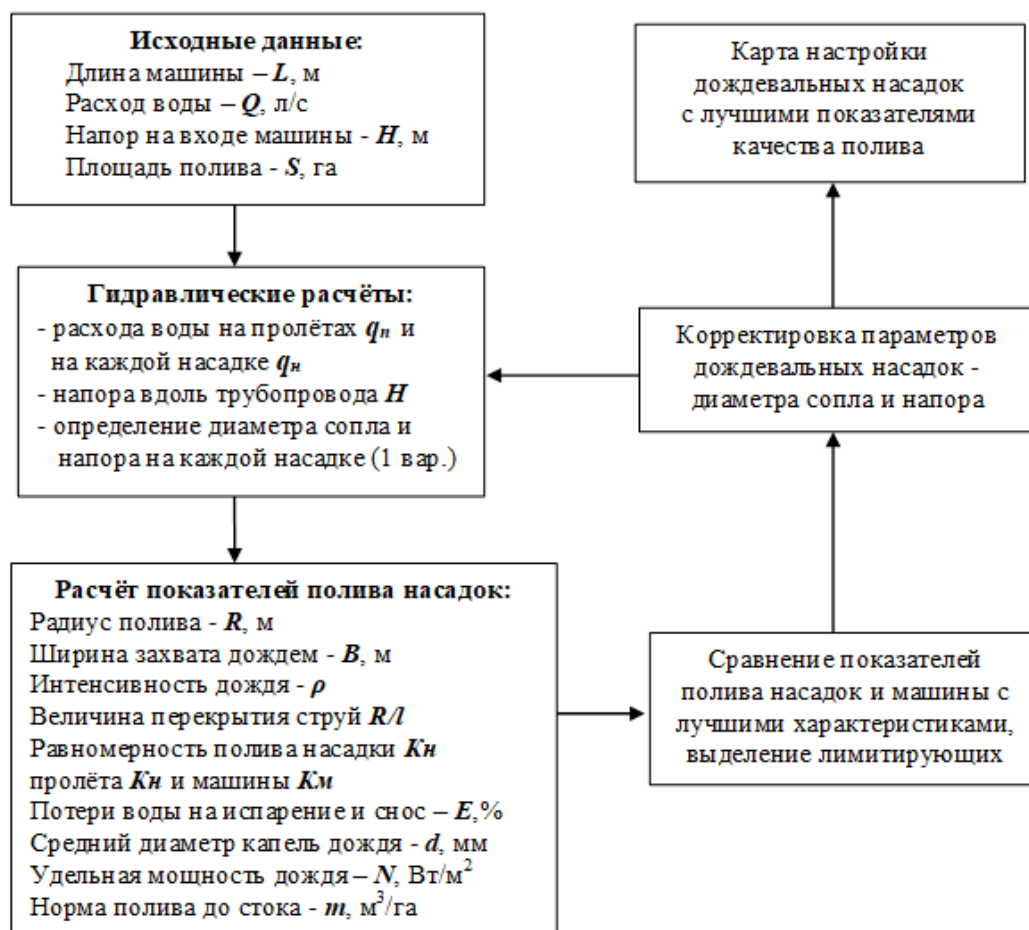 Исходные данные:
Длина машины – L, м
Расход воды – Q, л/с
Напор на входе машины - H, м
Площадь полива - S, га
Гидравлические расчёты:
- расхода воды на пролётах qп и
на каждой насадке qн
- напора вдоль трубопровода H
- определение диаметра сопла и
напора на каждой насадке (1 вар.)
Расчёт показателей полива насадок:
Радиус полива - R, м
Ширина захвата дождем - B, м
Интенсивность дождя - ρ
Величина перекрытия струй R/l
Равномерность полива насадки Kн
пролёта Kн и машины Kм
Потери воды на испарение и снос – E,%
Средний диаметр капель дождя - d, мм
Удельная мощность дождя – N, Вт/м²
Норма полива до стока - m, м³/га
Сравнение показателей
полива насадок и машины с
лучшими характеристиками,
выделение лимитирующих
Корректировка параметров
дождевальных насадок -
диаметра сопла и напора
Карта настройки
дождевальных насадок
с лучшими показателями
качества полива